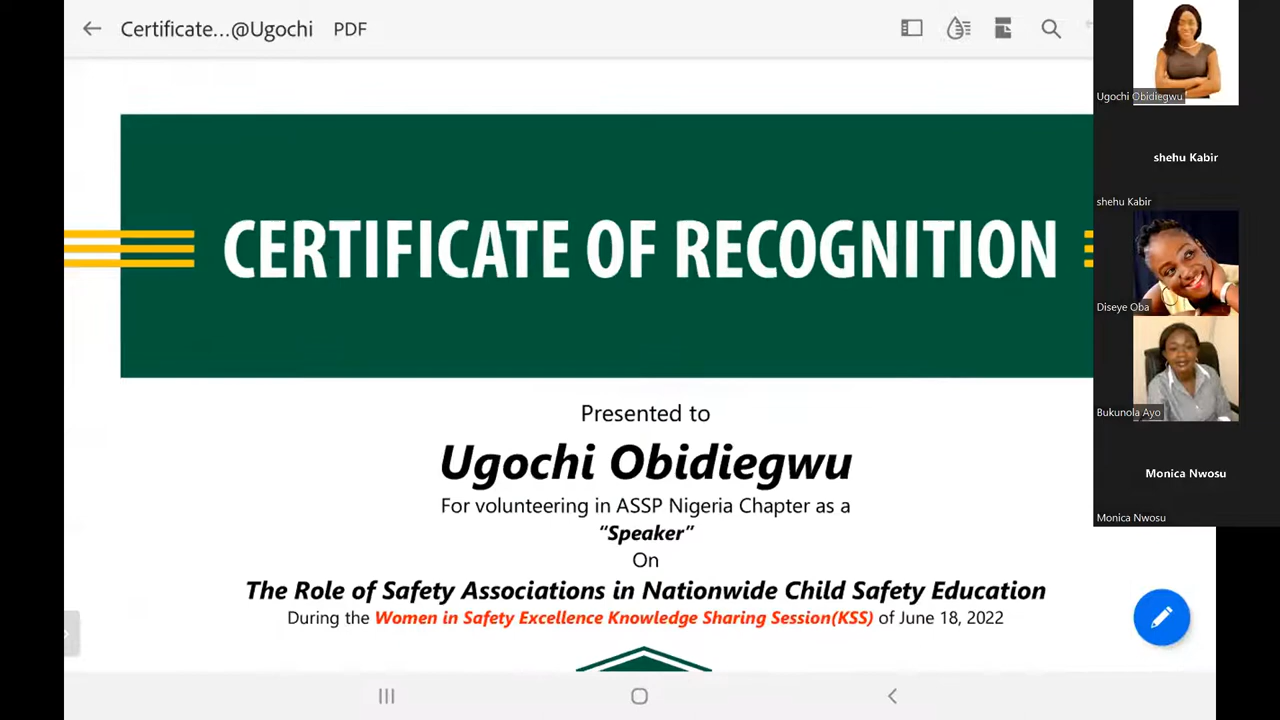 Certificate...@Ugochi PDF
CERTIFICATE OF RECOGNITION
Presented to
Ugochi Obidiegwu
For volunteering in ASSP Nigeria Chapter as a
“Speaker”
On
The Role of Safety Associations in Nationwide Child Safety Education
During the Women in Safety Excellence Knowledge Sharing Session(KSS) of June 18, 2022
Ugochi Obidiegwu
shehu Kabir
shehu Kabir
Diseye Oba
Bukunola Ayo
Monica Nwosu
Monica Nwosu